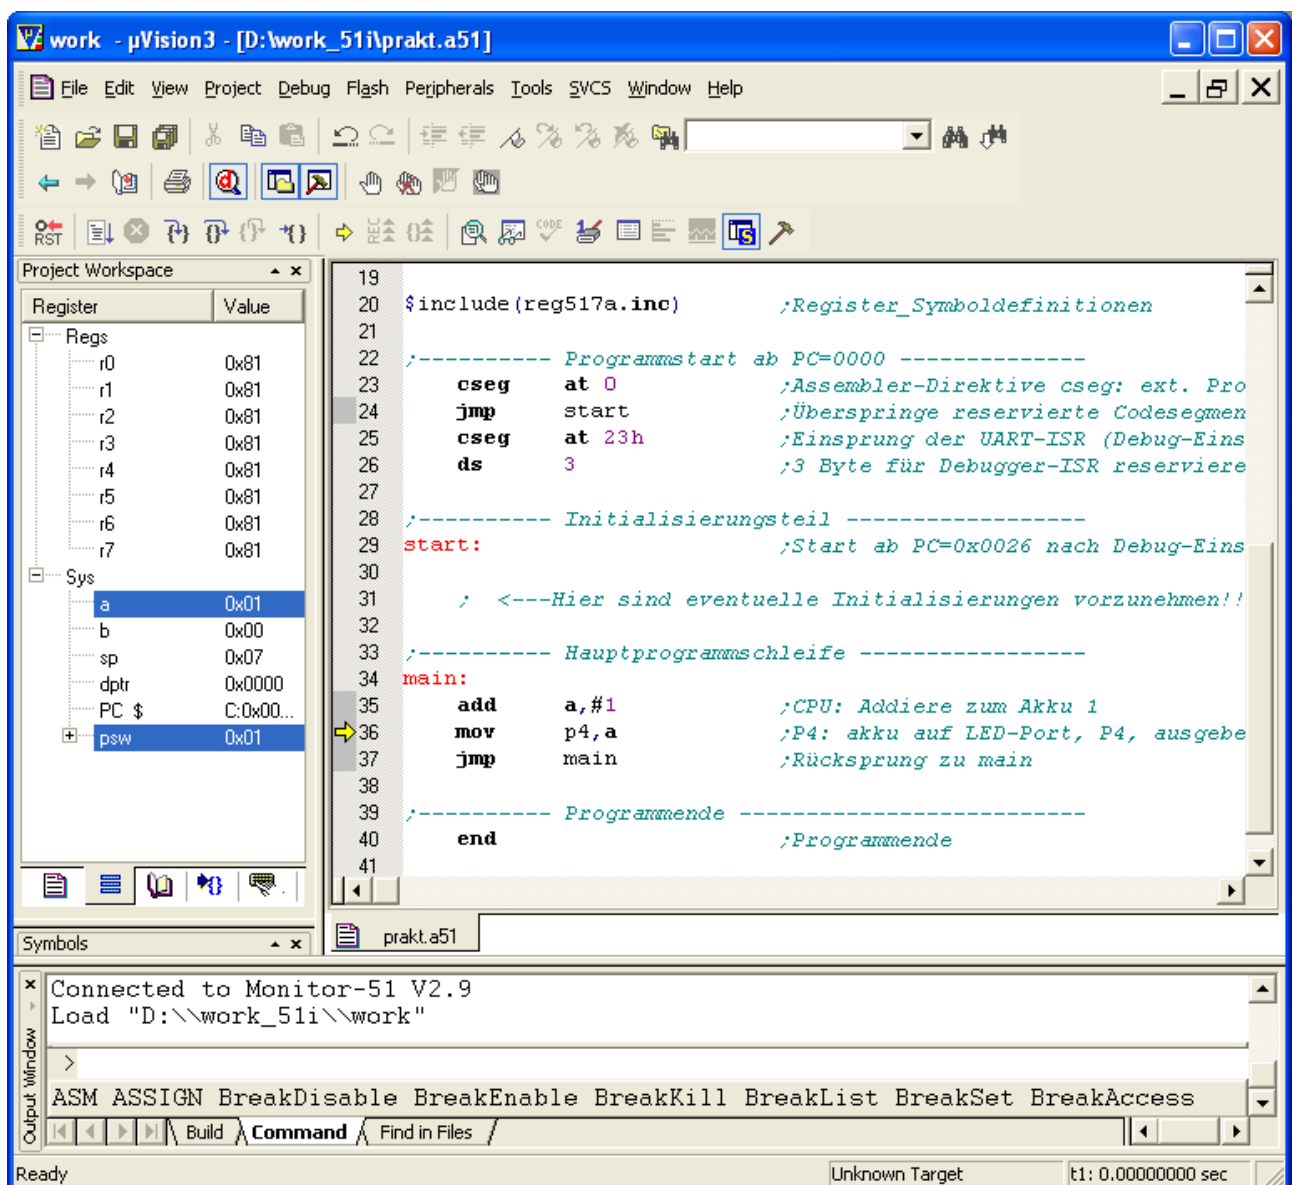 work - µVision3 - [D:\work_51i\prakt.a51]
File Edit View Project Debug Flash Peripherals Tools SVCS Window Help
RST CODE
Project Workspace
Register Value
Regs
r0 0x81
r1 0x81
r2 0x81
r3 0x81
r4 0x81
r5 0x81
r6 0x81
r7 0x81
Sys
a 0x01
b 0x00
sp 0x07
dptr 0x0000
PC $ C:0x00...
psw 0x01
Symbols
19
20 $include(reg517a.inc) ;Register_Symboldefinitionen
21
22 ;---------- Programmstart ab PC=0000 --------------
23 cseg at 0 ;Assembler-Direktive cseg: ext. Pro
24 jmp start ;Überspringe reservierte Codesegmen
25 cseg at 23h ;Einsprung der UART-ISR (Debug-Eins
26 ds 3 ;3 Byte für Debugger-ISR reserviere
27
28 ;---------- Initialisierungsteil ------------------
29 start: ;Start ab PC=0x0026 nach Debug-Eins
30
31 ; <---Hier sind eventuelle Initialisierungen vorzunehmen!!
32
33 ;---------- Hauptprogrammschleife -----------------
34 main:
35 add a,#1 ;CPU: Addiere zum Akku 1
36 mov p4,a ;P4: akku auf LED-Port, P4, ausgebe
37 jmp main ;Rücksprung zu main
38
39 ;---------- Programmende --------------------------
40 end ;Programmende
41
prakt.a51
Output Window
Connected to Monitor-51 V2.9
Load "D:\\work_51i\\work"
>
ASM ASSIGN BreakDisable BreakEnable BreakKill BreakList BreakSet BreakAccess
Build Command Find in Files
Ready Unknown Target t1: 0.00000000 sec